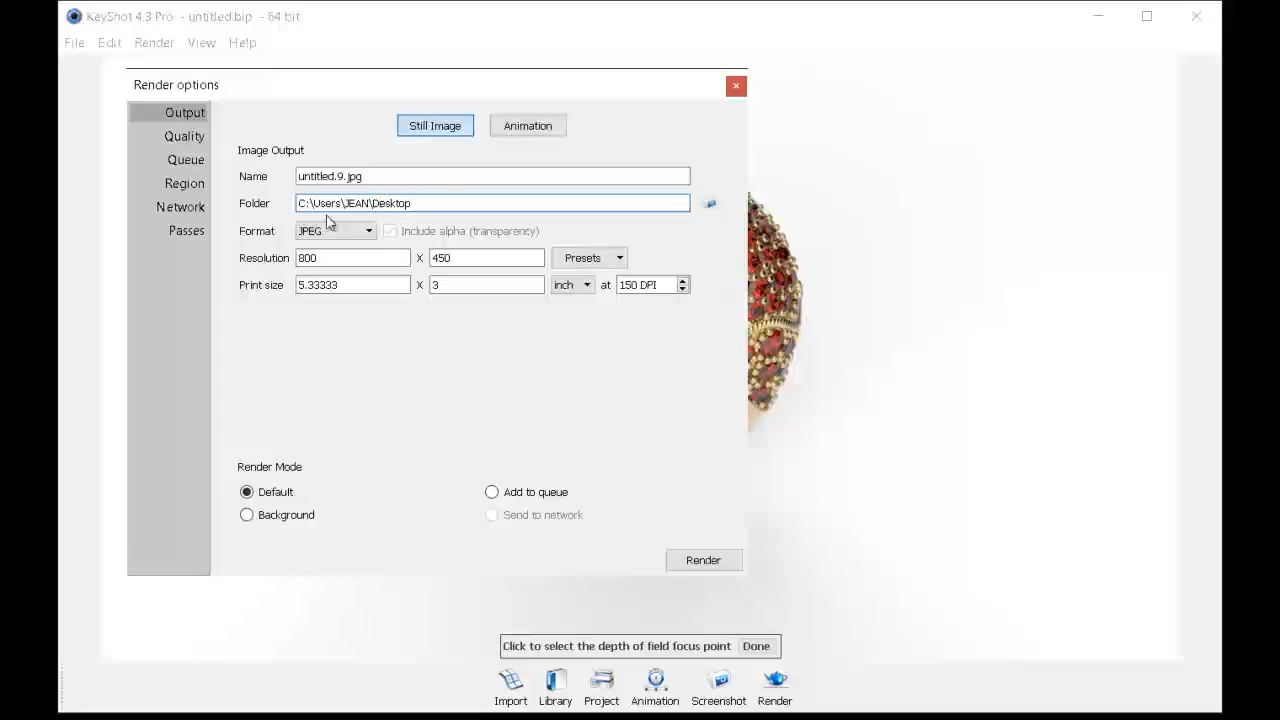 KeyShot 4.3 Pro - untitled.bip - 64 bit
File Edit Render View Help
Render options
Output
Quality
Queue
Region
Network
Passes
Still Image Animation
Image Output
Name untitled.9.jpg
Folder C:\Users\JEAN\Desktop
Format JPEG Include alpha (transparency)
Resolution 800 X 450 Presets
Print size 5.33333 X 3 inch at 150 DPI
Render Mode
Default Add to queue
Background Send to network
Render
Click to select the depth of field focus point Done
Import Library Project Animation Screenshot Render